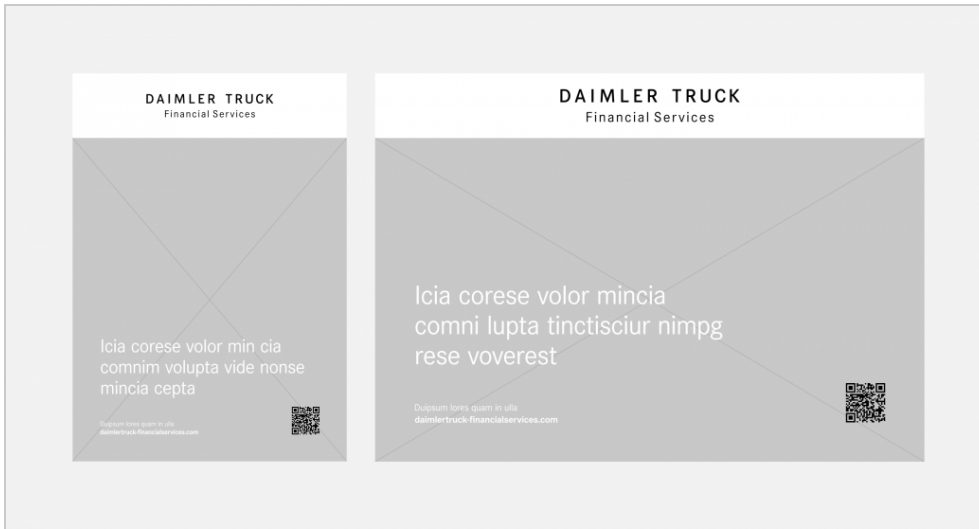 DAIMLER TRUCK
Financial Services
Icia corese volor min cia
comnim volupta vide nonse
mincia cepta
Duipsum lores quam in ulla
daimlertruck-financialservices.com
DAIMLER TRUCK
Financial Services
Icia corese volor mincia
comni lupta tinctisciur nimpg
rese voverest
Duipsum lores quam in ulla
daimlertruck-financialservices.com